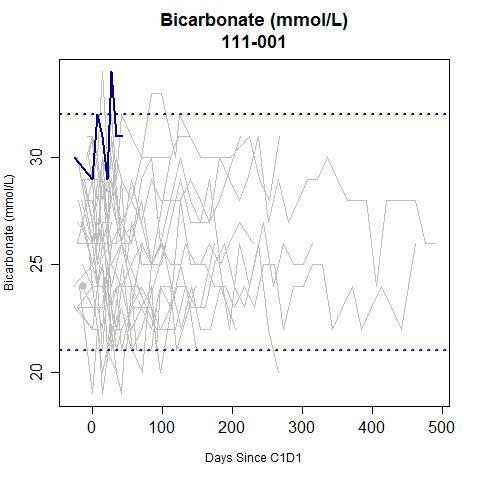 Bicarbonate (mmol/L)
111-001
Bicarbonate (mmol/L)
30
25
20
0 100 200 300 400 500
Days Since C1D1